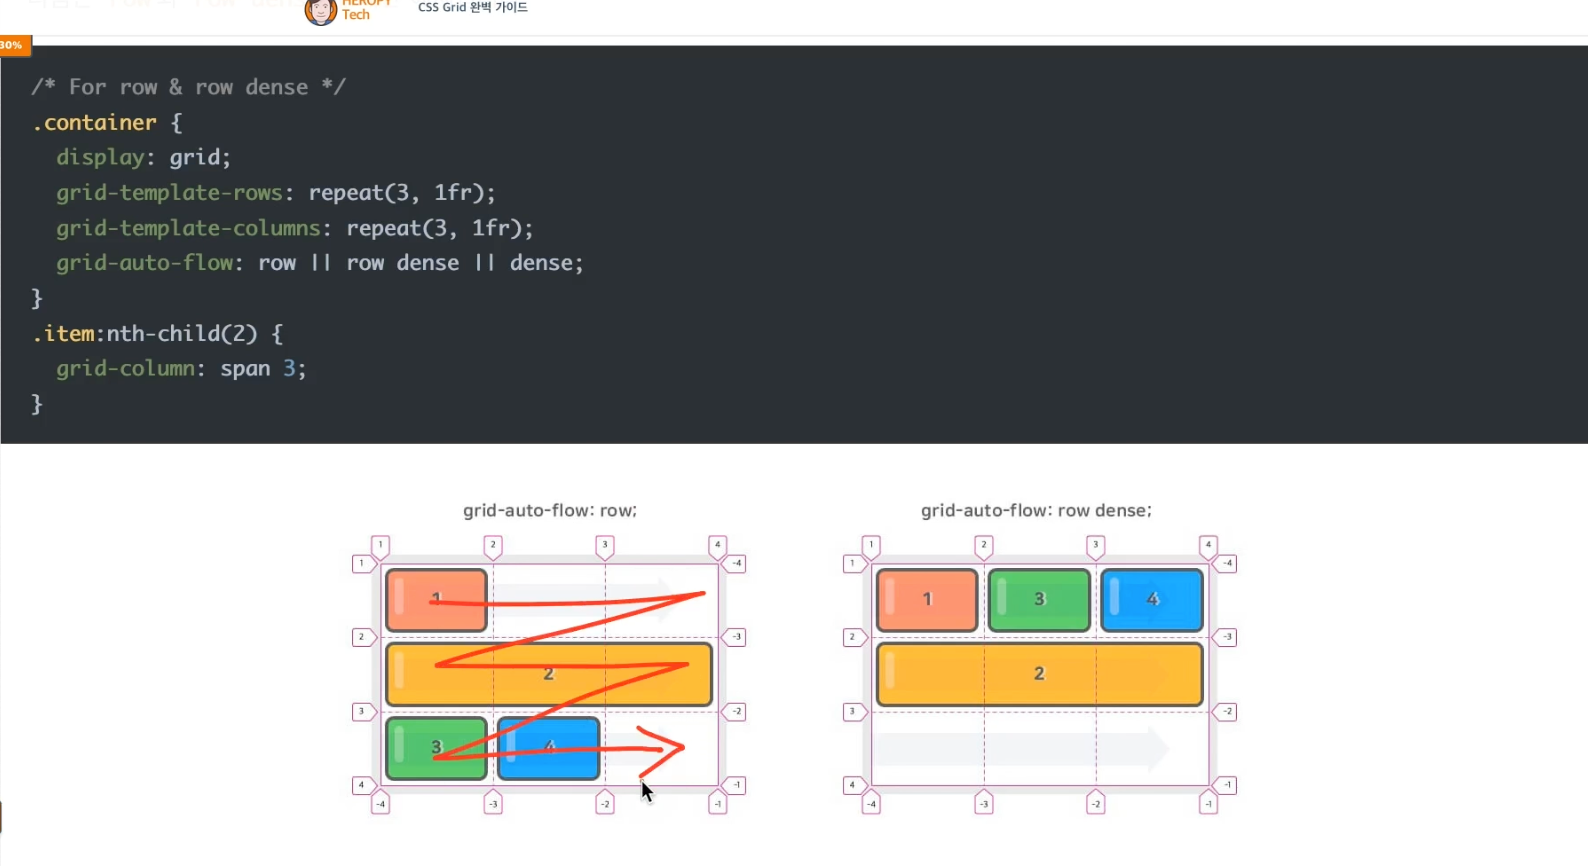 HEROPY
Tech
CSS Grid 완벽 가이드
30%
/* For row & row dense */
.container {
display: grid;
grid-template-rows: repeat(3, 1fr);
grid-template-columns: repeat(3, 1fr);
grid-auto-flow: row || row dense || dense;
}
.item:nth-child(2) {
grid-column: span 3;
}
grid-auto-flow: row;
1 2 3 4
1 -4
1
2 -3
2
3 -2
3 4
4 -1
-4 -3 -2 -1
grid-auto-flow: row dense;
1 2 3 4
1 -4
1 3 4
2 -3
2
3 -2
4 -1
-4 -3 -2 -1